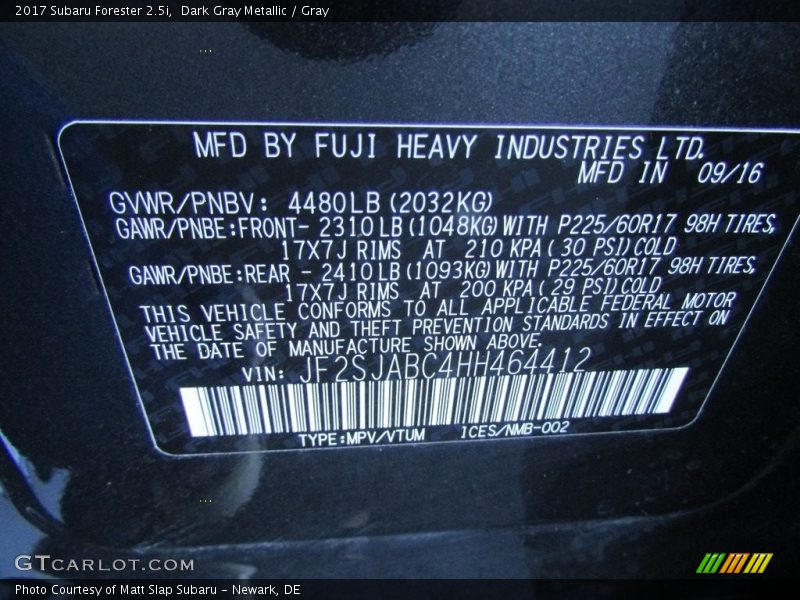 2017 Subaru Forester 2.5i, Dark Gray Metallic / Gray
MFD BY FUJI HEAVY INDUSTRIES LTD.
MFD IN 09/16
GVWR/PNBV: 4480LB(2032KG)
GAWR/PNBE:FRONT- 2310LB(1048KG)WITH P225/60R17 98H TIRES,
17X7J RIMS AT 210 KPA(30 PSI)COLD
GAWR/PNBE:REAR - 2410LB(1093KG)WITH P225/60R17 98H TIRES,
17X7J RIMS AT 200 KPA(29 PSI)COLD
THIS VEHICLE CONFORMS TO ALL APPLICABLE FEDERAL MOTOR
VEHICLE SAFETY AND THEFT PREVENTION STANDARDS IN EFFECT ON
THE DATE OF MANUFACTURE SHOWN ABOVE.
VIN: JF2SJABC4HH464412
TYPE:MPV/VTUM ICES/NMB-002
GTCARLOT.COM
Photo Courtesy of Matt Slap Subaru - Newark, DE